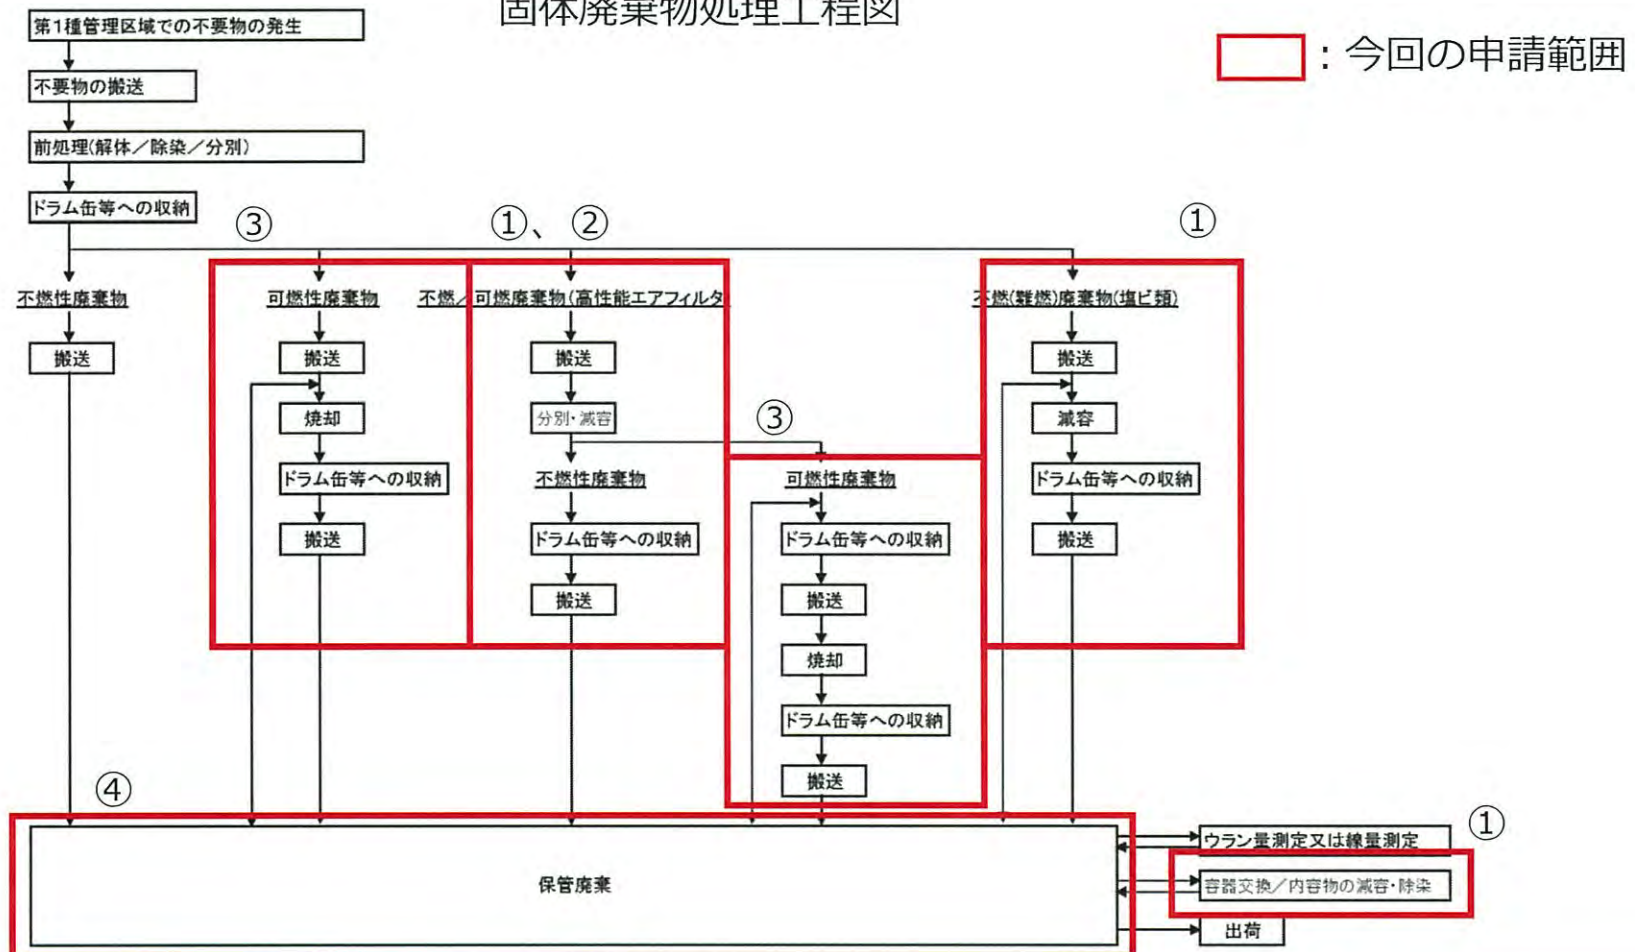 固体廃棄物処理工程図
：今回の申請範囲
第1種管理区域での不要物の発生
不要物の搬送
前処理(解体／除染／分別)
ドラム缶等への収納
③
①、②
①
不燃性廃棄物
搬送
可燃性廃棄物
搬送
焼却
ドラム缶等への収納
搬送
不燃／可燃廃棄物(高性能エアフィルタ)
搬送
分別・減容
不燃性廃棄物
ドラム缶等への収納
搬送
③
可燃性廃棄物
ドラム缶等への収納
搬送
焼却
ドラム缶等への収納
搬送
不燃(難燃)廃棄物(塩ビ類)
搬送
減容
ドラム缶等への収納
搬送
④
保管廃棄
①
ウラン量測定又は線量測定
容器交換／内容物の減容・除染
出荷